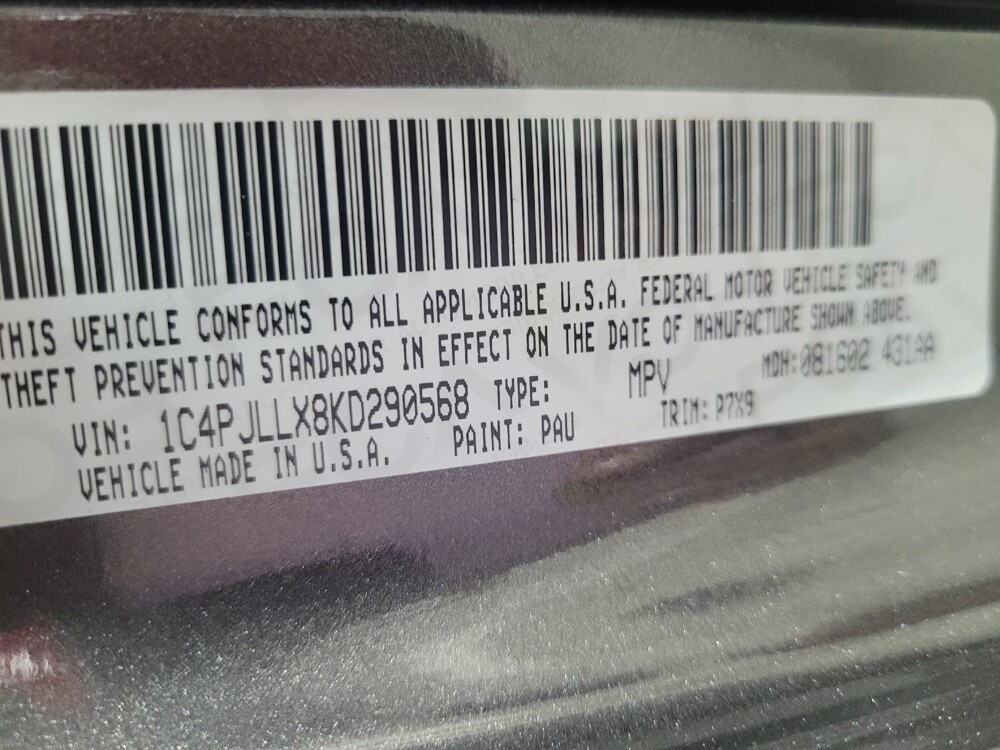 THIS VEHICLE CONFORMS TO ALL APPLICABLE U.S.A. FEDERAL MOTOR VEHICLE SAFETY AND
THEFT PREVENTION STANDARDS IN EFFECT ON THE DATE OF MANUFACTURE SHOWN ABOVE.
VIN: 1C4PJLLX8KD290568 TYPE: MPV MDH: 081602 431AA
VEHICLE MADE IN U.S.A. PAINT: PAU TRIM: P7X9